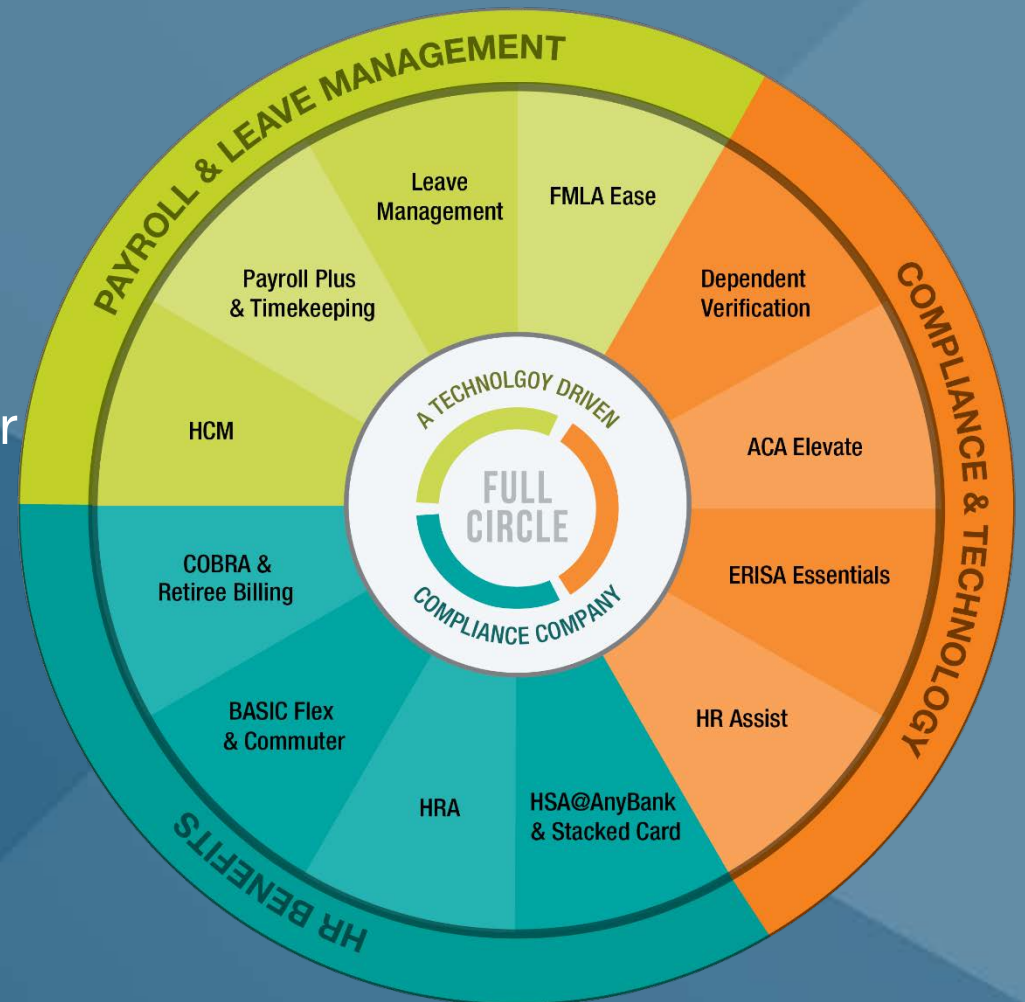 PAYROLL & LEAVE MANAGEMENT
Leave
Management
FMLA Ease
Payroll Plus
& Timekeeping
HCM
COMPLIANCE & TECHNOLOGY
Dependent
Verification
ACA Elevate
ERISA Essentials
HR Assist
HR BENEFITS
COBRA &
Retiree Billing
BASIC Flex
& Commuter
HRA
HSA@AnyBank
& Stacked Card
A TECHNOLGOY DRIVEN
FULL
CIRCLE
COMPLIANCE COMPANY